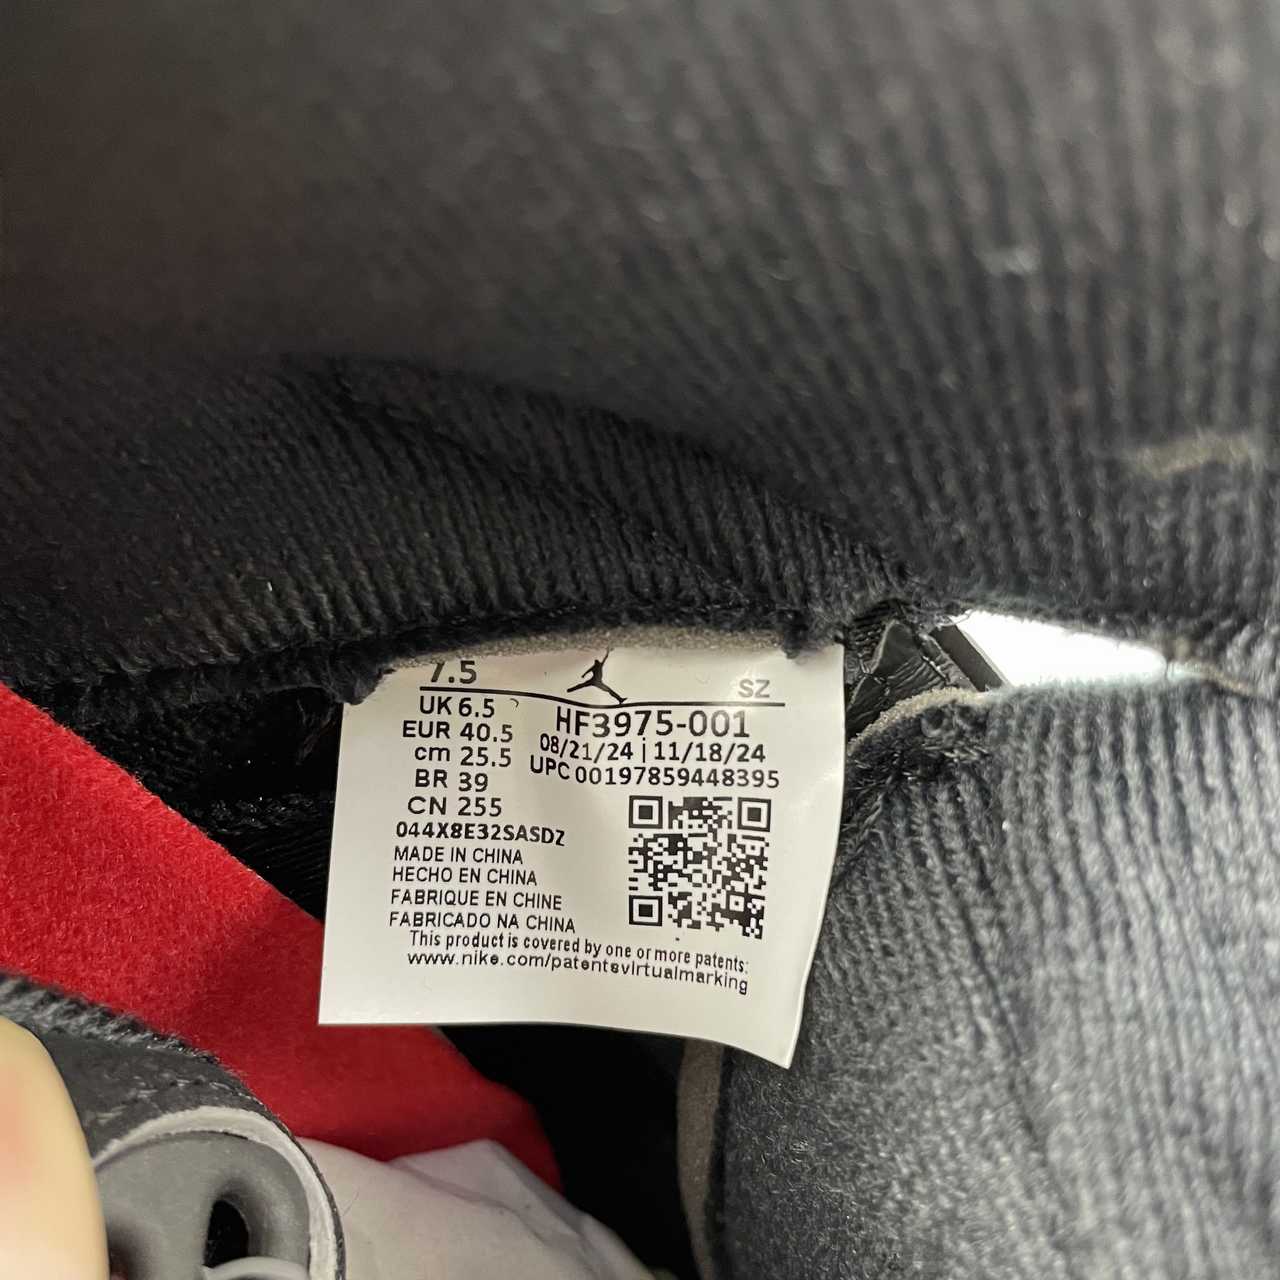 7.5 SZ
UK 6.5 HF3975-001
EUR 40.5 08/21/24 | 11/18/24
cm 25.5 UPC 00197859448395
BR 39
CN 255
044X8E32SASDZ
MADE IN CHINA
HECHO EN CHINA
FABRIQUE EN CHINE
FABRICADO NA CHINA
This product is covered by one or more patents:
www.nike.com/patentsvirtualmarking